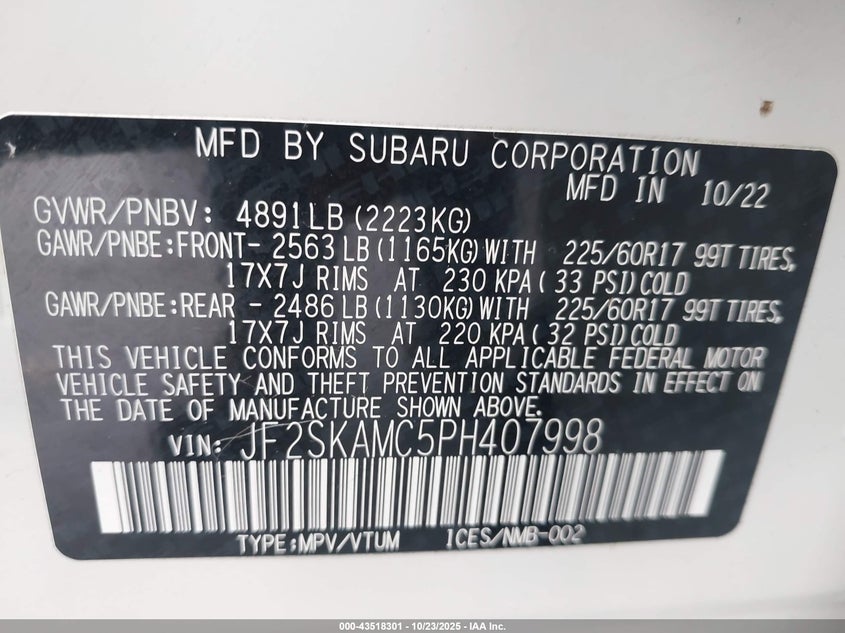 MFD BY SUBARU CORPORATION
MFD IN 10/22
GVWR/PNBV: 4891LB (2223KG)
GAWR/PNBE:FRONT- 2563 LB (1165KG)WITH 225/60R17 99T TIRES,
17X7J RIMS AT 230 KPA ( 33 PSI)COLD
GAWR/PNBE:REAR - 2486 LB (1130KG)WITH 225/60R17 99T TIRES,
17X7J RIMS AT 220 KPA ( 32 PSI)COLD
THIS VEHICLE CONFORMS TO ALL APPLICABLE FEDERAL MOTOR
VEHICLE SAFETY AND THEFT PREVENTION STANDARDS IN EFFECT ON
THE DATE OF MANUFACTURE SHOWN ABOVE.
VIN: JF2SKAMC5PH407998
TYPE:MPV/VTUM ICES/NMB-002
000-43518301 - 10/23/2025 - IAA Inc.